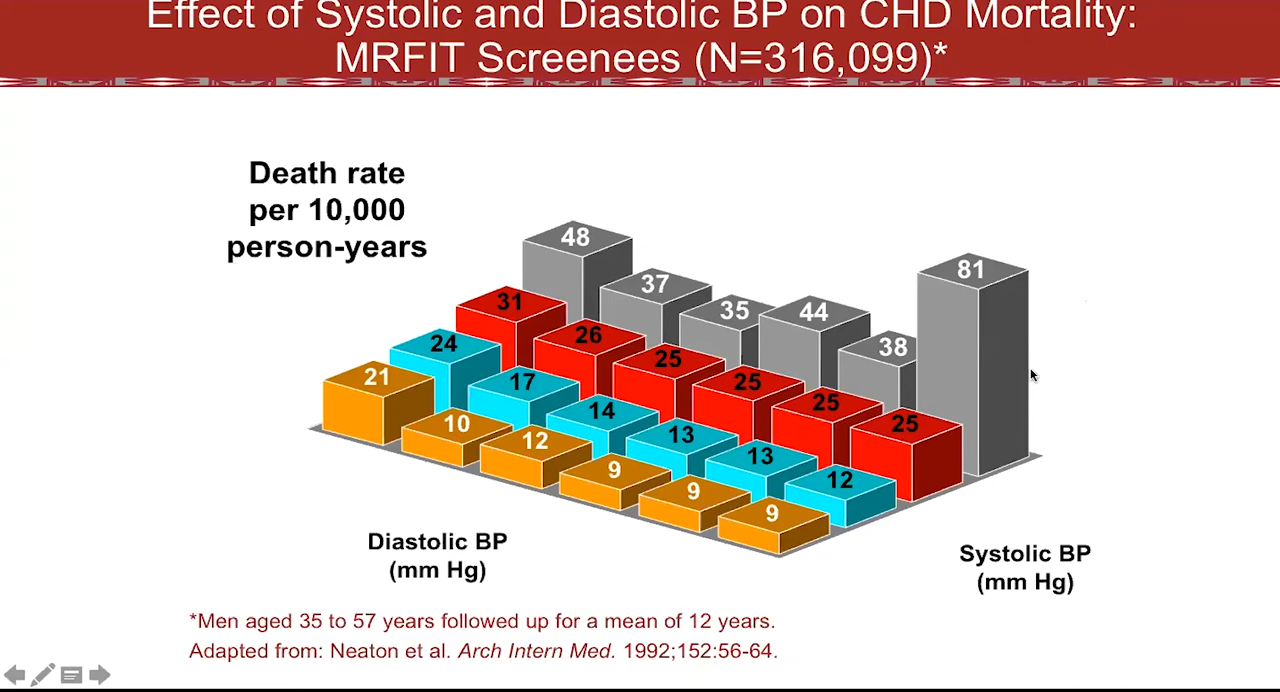 Effect of Systolic and Diastolic BP on CHD Mortality:
MRFIT Screenees (N=316,099)*
Death rate
per 10,000
person-years
48
37
35
44
38
81
31
26
25
25
25
25
24
17
14
13
13
12
21
10
12
9
9
9
Diastolic BP
(mm Hg)
Systolic BP
(mm Hg)
*Men aged 35 to 57 years followed up for a mean of 12 years.
Adapted from: Neaton et al. Arch Intern Med. 1992;152:56-64.